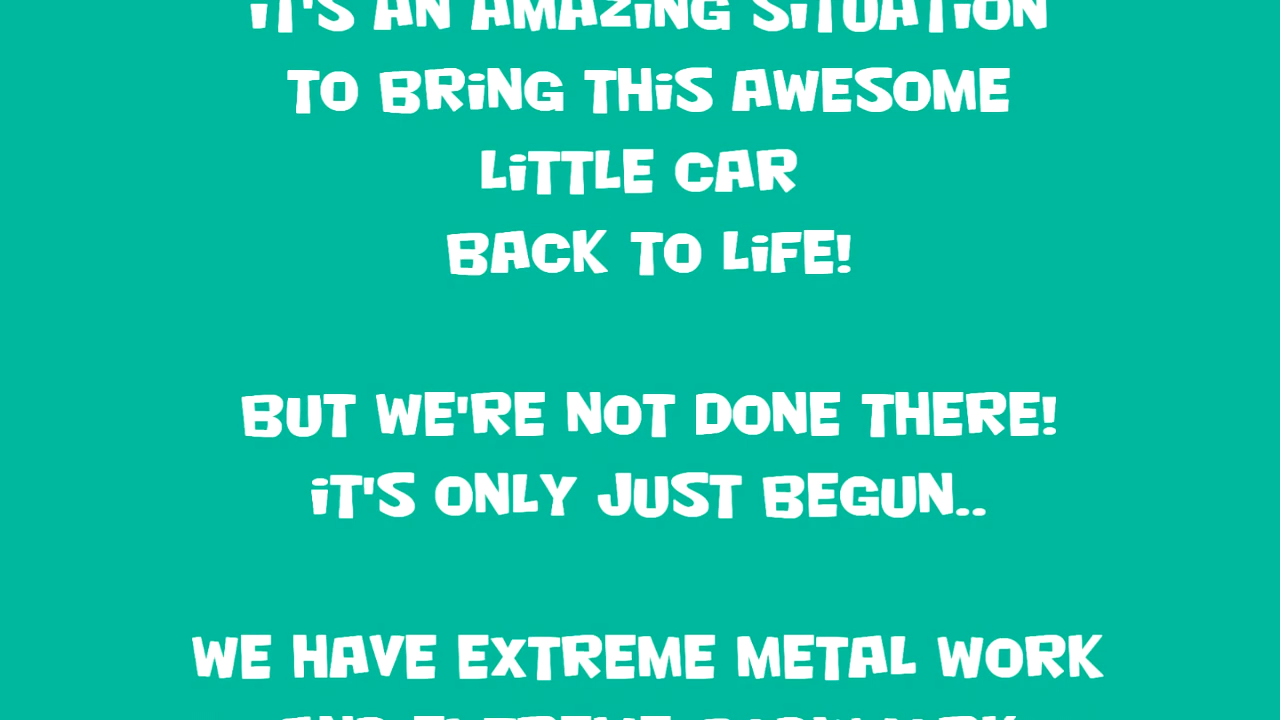 iT'S AN AMAZiNG SiTUATiON
TO BRiNG THiS AWESOME
LiTTLE CAR
BACK TO LiFE!
BUT WE'RE NOT DONE THERE!
iT'S ONLY JUST BEGUN..
WE HAVE EXTREME METAL WORK